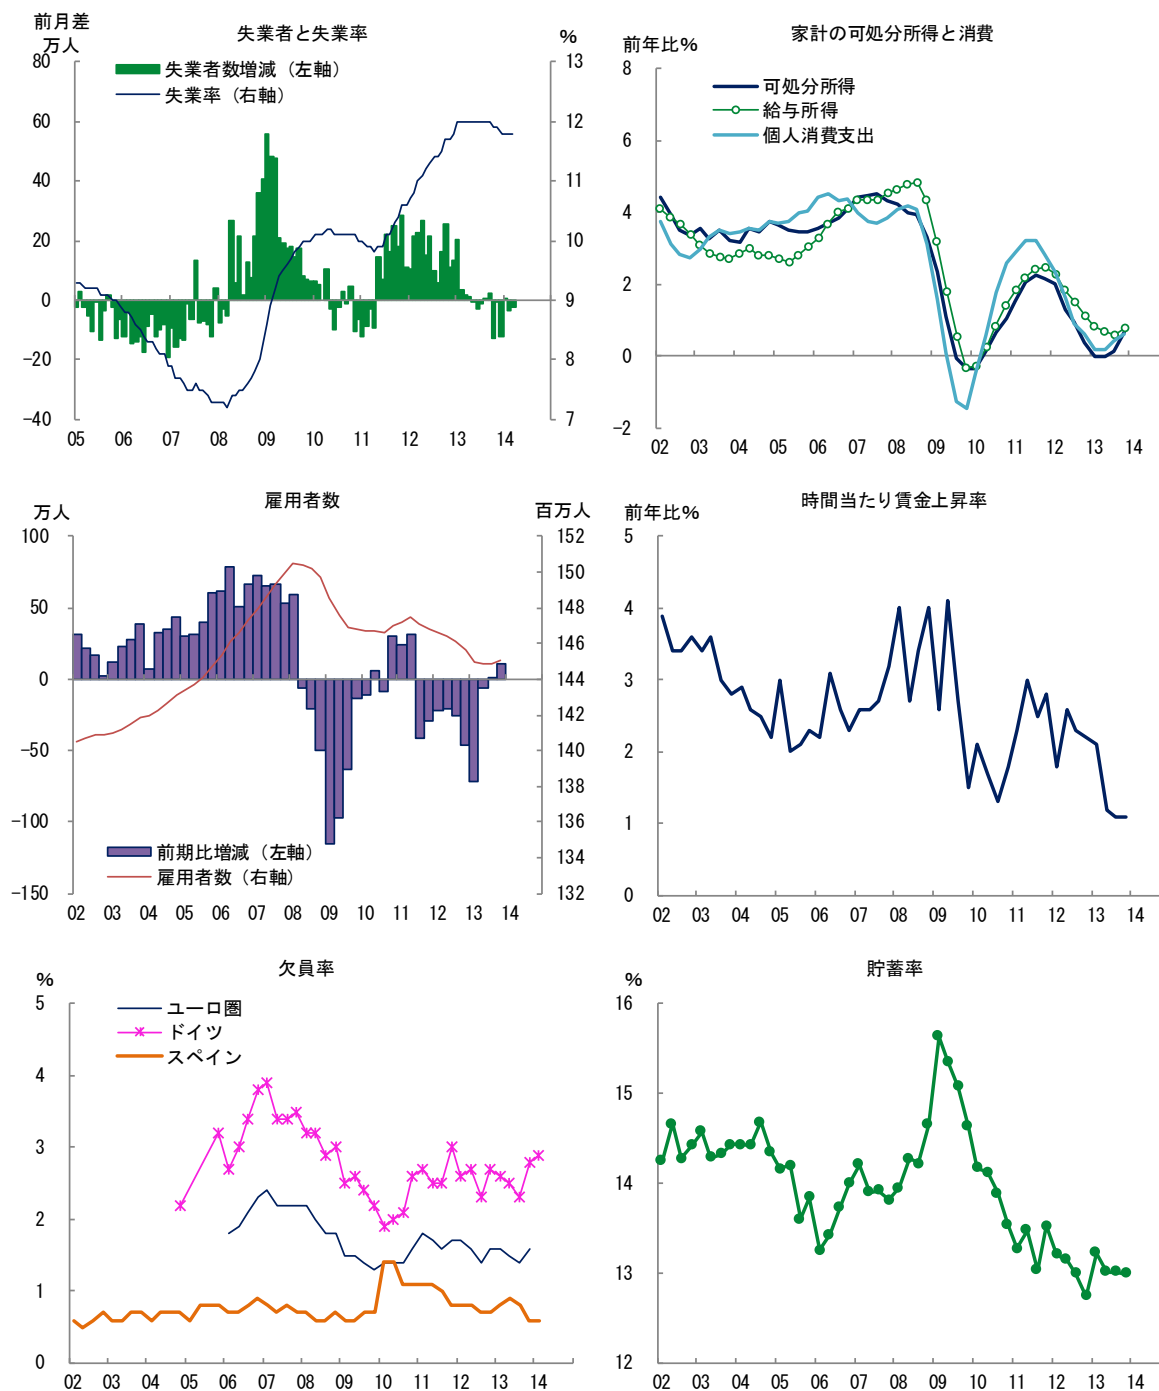 失業者と失業率
前月差
万人
%
失業者数増減（左軸）
失業率（右軸）
80
60
40
20
0
−20
−40
13
12
11
10
9
8
7
05 06 07 08 09 10 11 12 13 14
家計の可処分所得と消費
前年比%
可処分所得
給与所得
個人消費支出
8
6
4
2
0
−2
02 03 04 05 06 07 08 09 10 11 12 13 14
雇用者数
万人
百万人
100
50
0
−50
−100
−150
152
150
148
146
144
142
140
138
136
134
132
前期比増減（左軸）
雇用者数（右軸）
02 03 04 05 06 07 08 09 10 11 12 13 14
時間当たり賃金上昇率
前年比%
5
4
3
2
1
0
02 03 04 05 06 07 08 09 10 11 12 13 14
欠員率
%
ユーロ圏
ドイツ
スペイン
5
4
3
2
1
0
02 03 04 05 06 07 08 09 10 11 12 13 14
貯蓄率
%
16
15
14
13
12
02 03 04 05 06 07 08 09 10 11 12 13 14